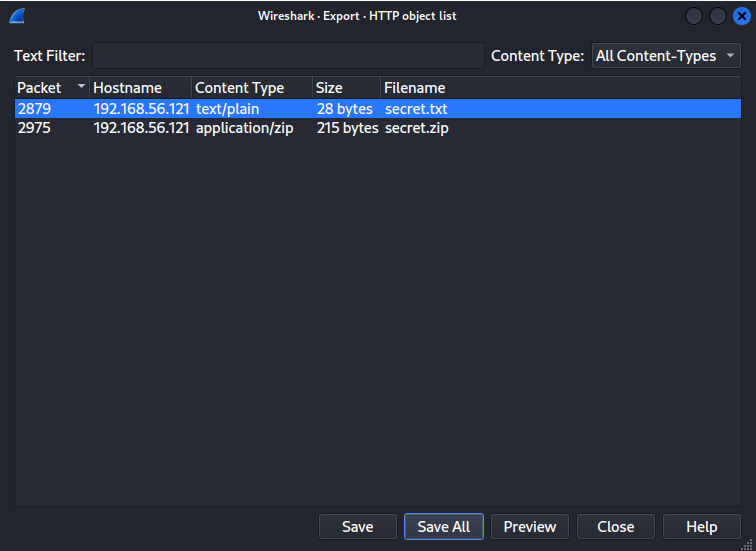 Wireshark · Export · HTTP object list
Text Filter: Content Type: All Content-Types
Packet Hostname Content Type Size Filename
2879 192.168.56.121 text/plain 28 bytes secret.txt
2975 192.168.56.121 application/zip 215 bytes secret.zip
Save Save All Preview Close Help